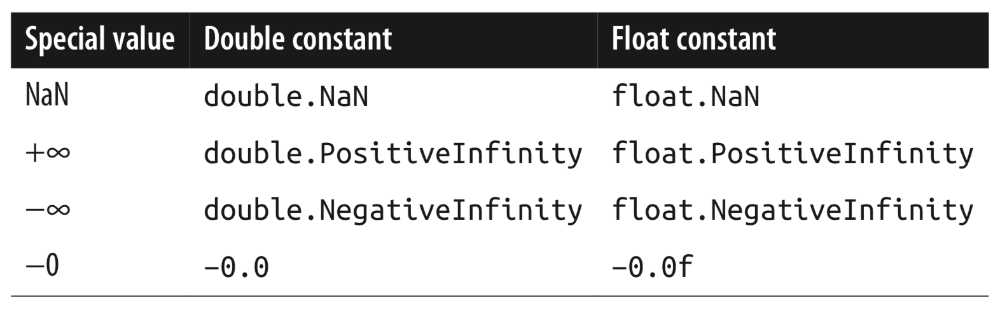 Special value Double constant Float constant
NaN double.NaN float.NaN
+∞ double.PositiveInfinity float.PositiveInfinity
−∞ double.NegativeInfinity float.NegativeInfinity
−0 −0.0 −0.0f